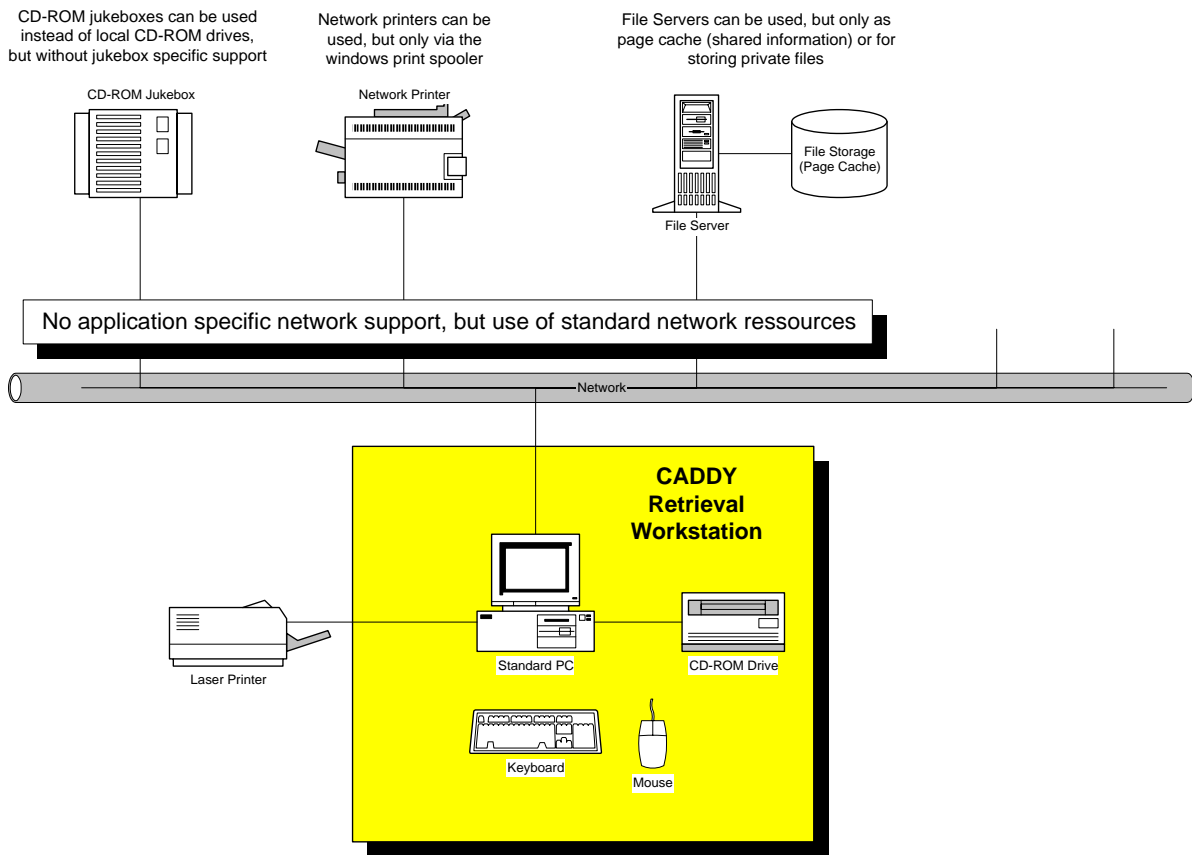 CD-ROM jukeboxes can be used
instead of local CD-ROM drives,
but without jukebox specific support
Network printers can be
used, but only via the
windows print spooler
File Servers can be used, but only as
page cache (shared information) or for
storing private files
CD-ROM Jukebox
Network Printer
File Storage
(Page Cache)
File Server
No application specific network support, but use of standard network ressources
Network
CADDY
Retrieval
Workstation
Laser Printer
Standard PC
CD-ROM Drive
Keyboard
Mouse